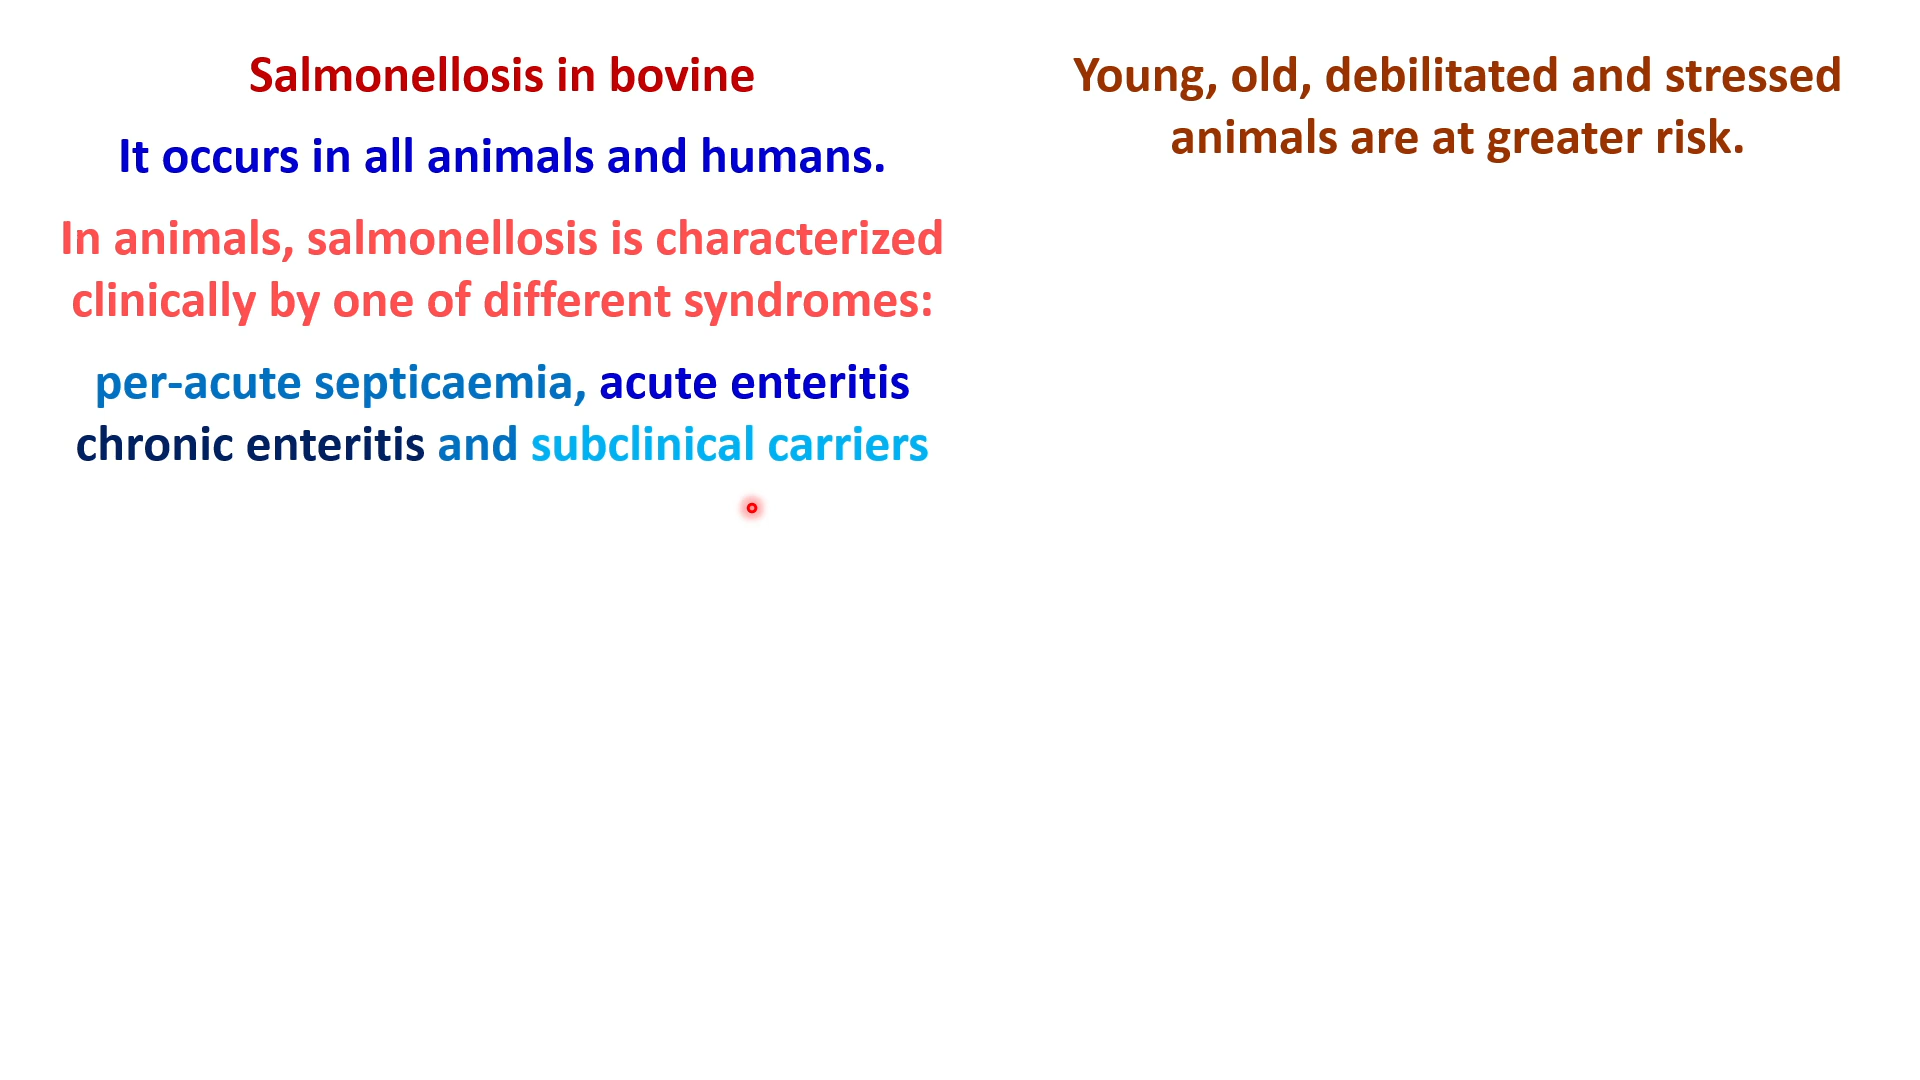 Salmonellosis in bovine
It occurs in all animals and humans.
In animals, salmonellosis is characterized
clinically by one of different syndromes:
per-acute septicaemia, acute enteritis
chronic enteritis and subclinical carriers
Young, old, debilitated and stressed
animals are at greater risk.